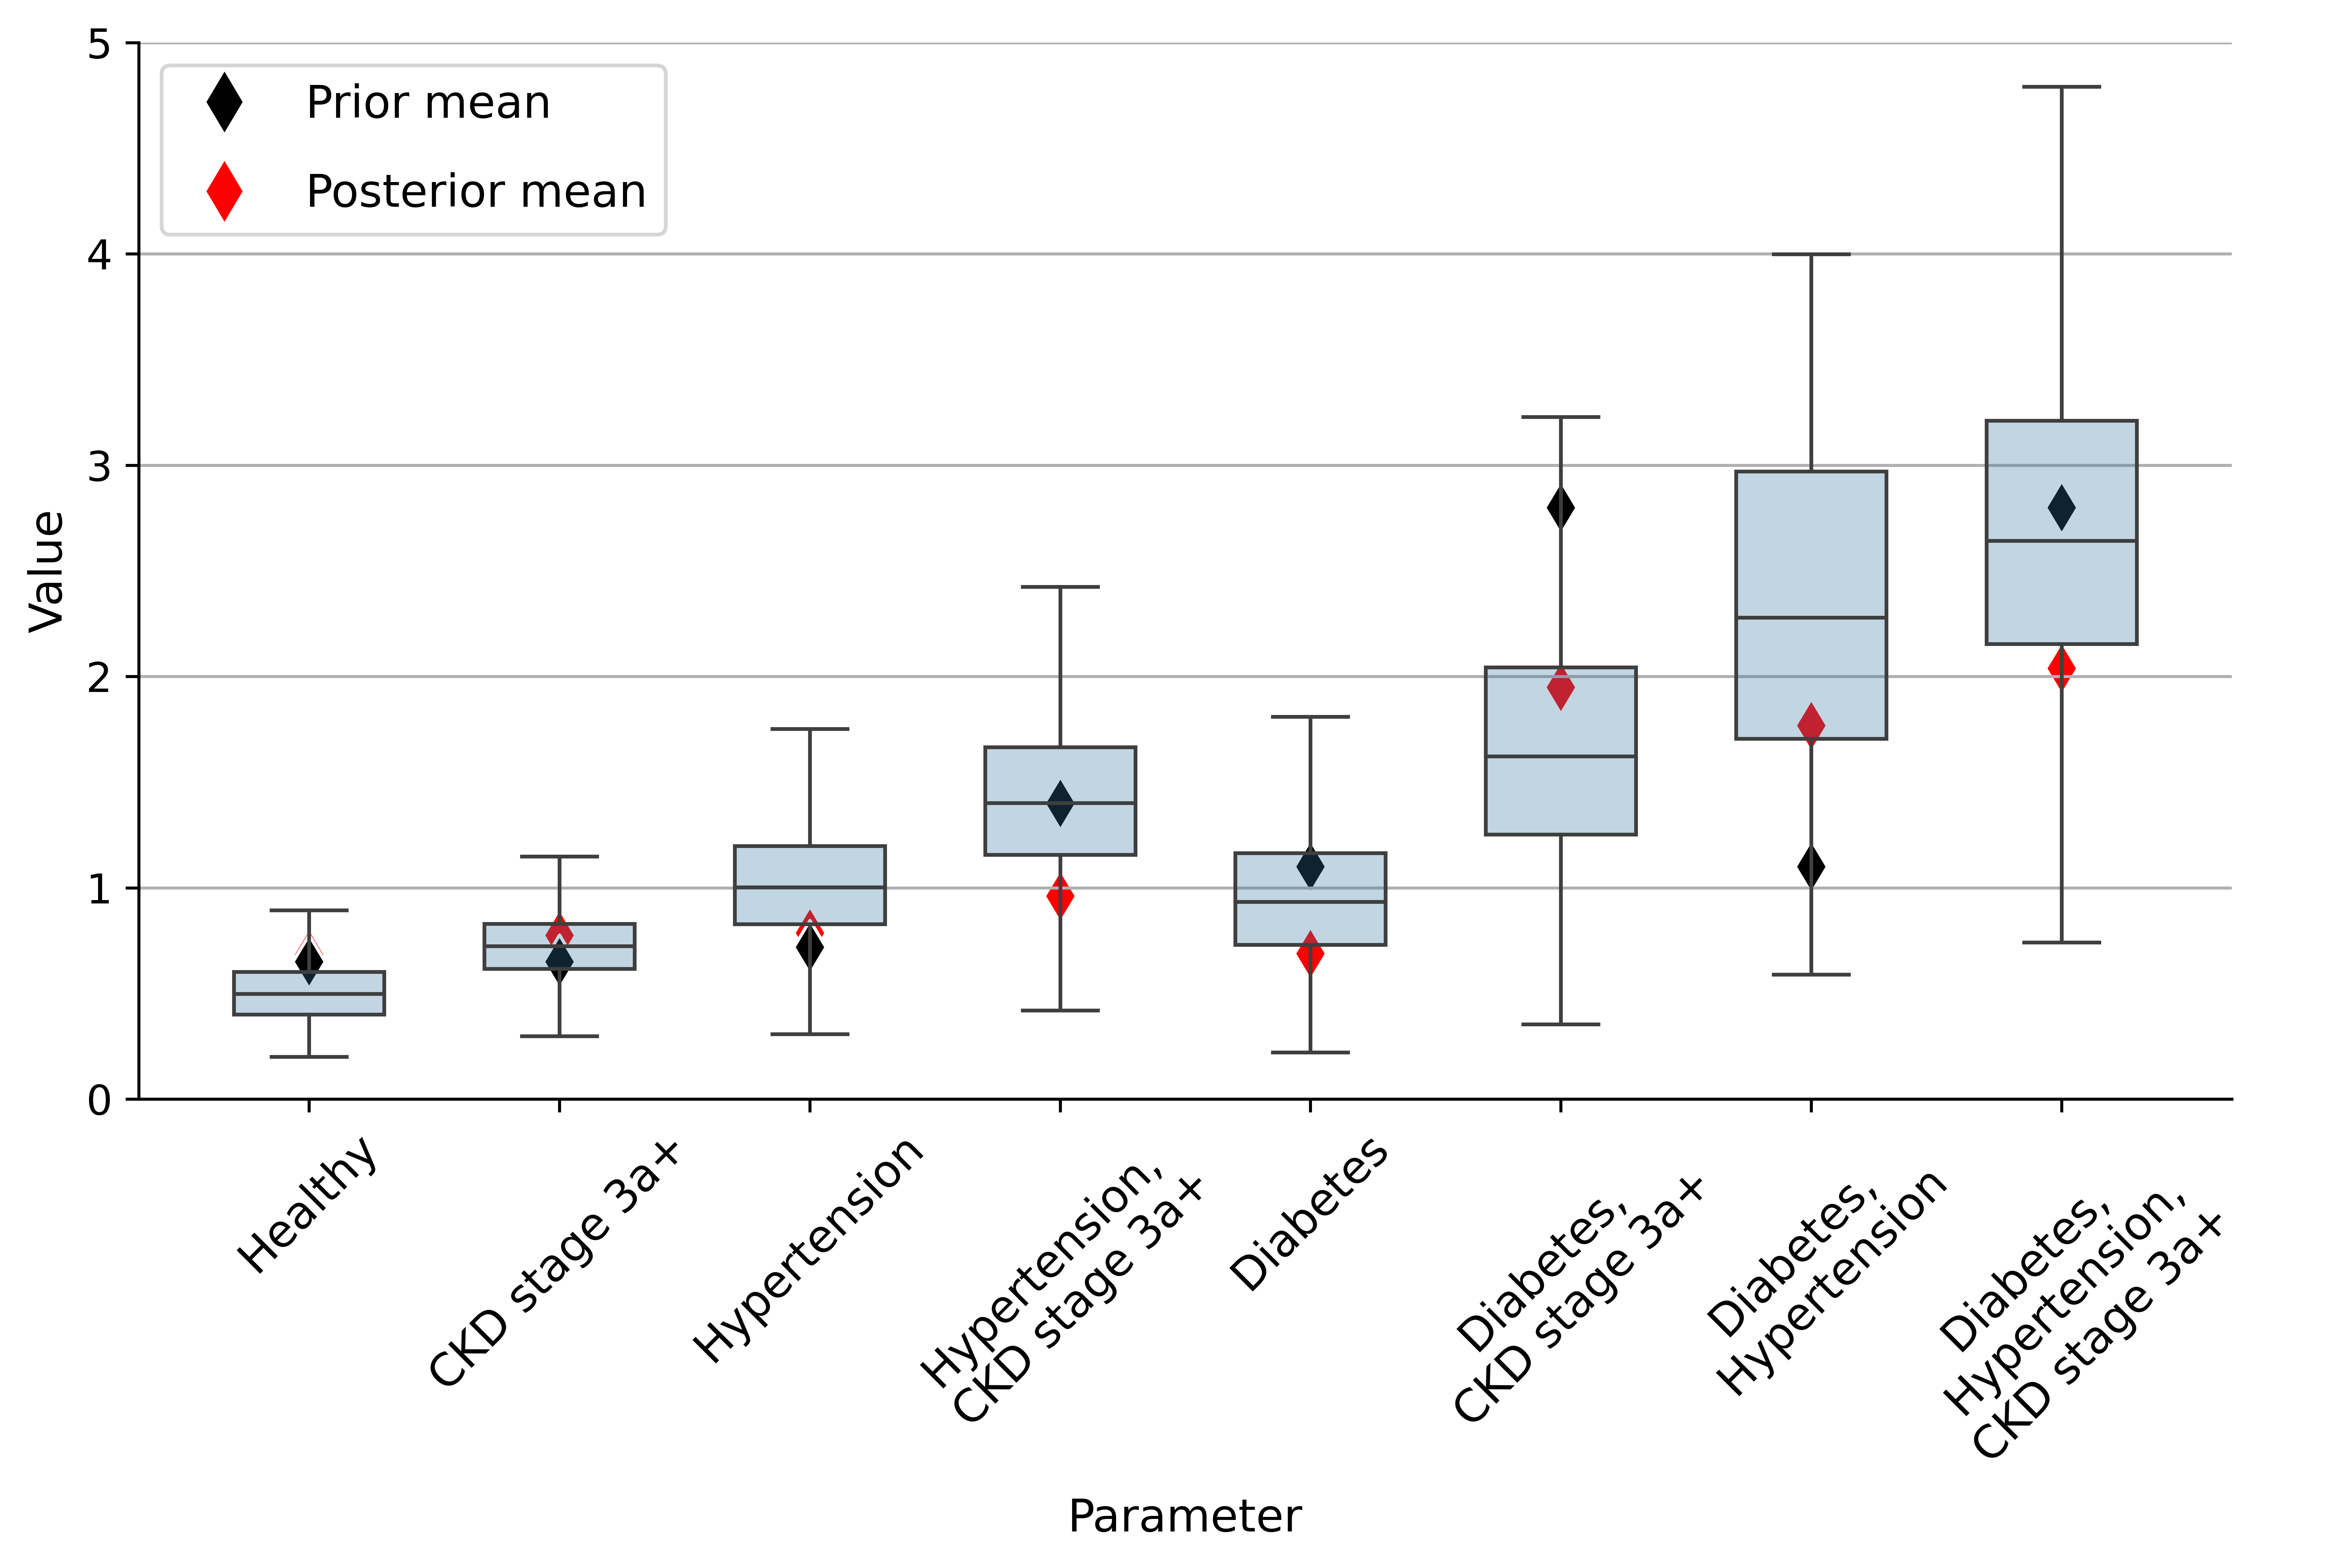 5
4
3
2
1
0
Value
Prior mean
Posterior mean
Healthy
CKD stage 3a+
Hypertension
Hypertension,
CKD stage 3a+
Diabetes
Diabetes,
CKD stage 3a+
Diabetes,
Hypertension
Diabetes,
Hypertension,
CKD stage 3a+
Parameter